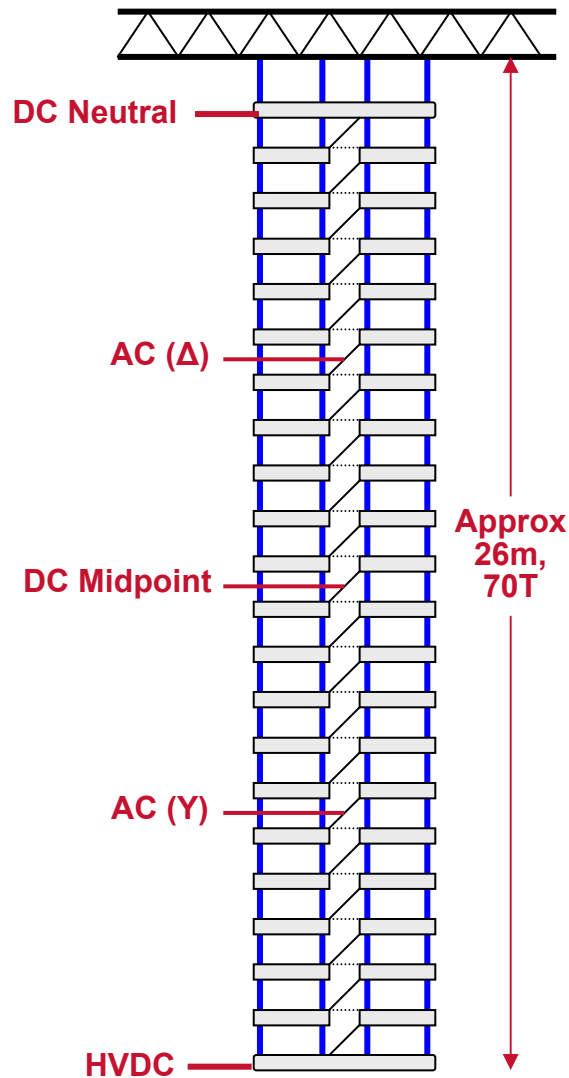 DC Neutral
AC (Δ)
Approx
26m,
70T
DC Midpoint
AC (Y)
HVDC